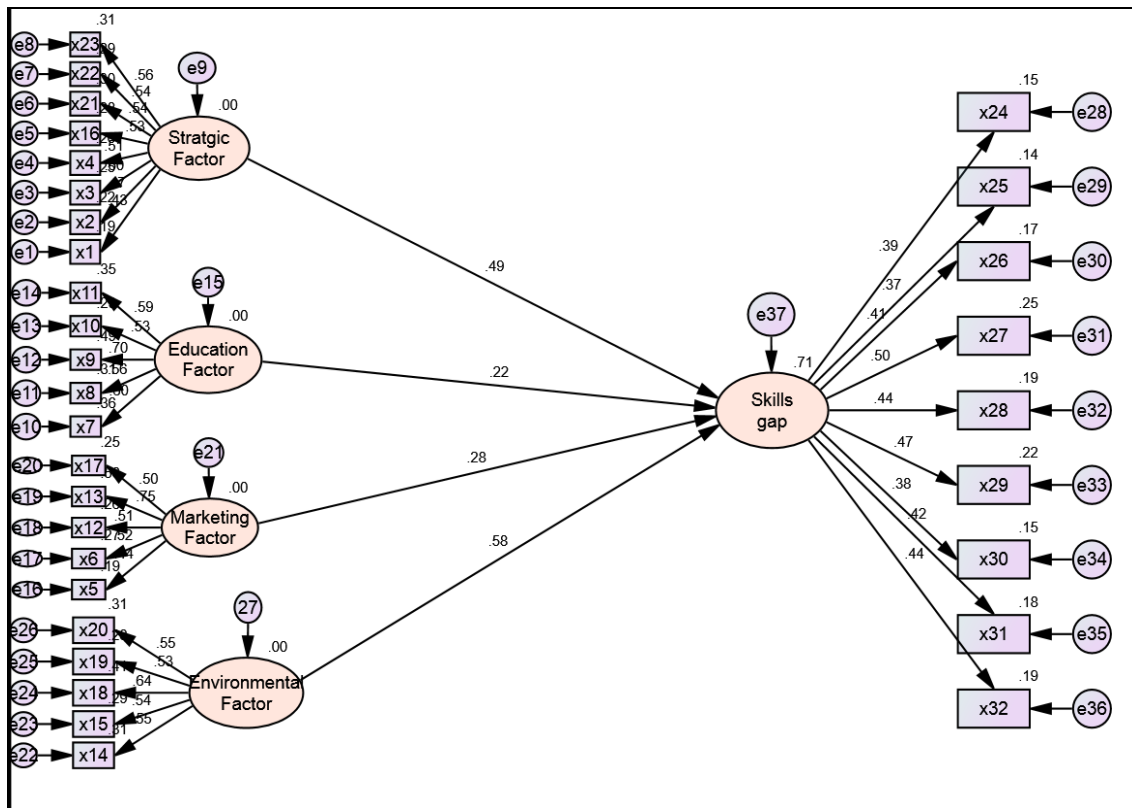 .31
e8 x23
e7 x22 .56
e6 x21 .54
e5 x16 .54
e4 x4 .53
e3 x3 .51
e2 x2 .43
e1 x1 .19
e9
.00
Stratgic
Factor
.49
.35
e14 x11 .59
e13 x10 .53
e12 x9 .70
e11 x8
e10 x7 .36
e15
.00
Education
Factor
.22
.25
e20 x17 .50
e19 x13 .75
e18 x12 .51
e17 x6 .52
e16 x5 .19
e21
.00
Marketing
Factor
.28
.31
e26 x20 .55
e25 x19 .53
e24 x18 .64
e23 x15 .29 .54
e22 x14 .31 .55
27
.00
Environmental
Factor
.58
e37
.71
Skills
gap
.39
.37
.41
.50
.44
.47
.38
.42
.44
.15
x24 e28
.14
x25 e29
.17
x26 e30
.25
x27 e31
.19
x28 e32
.22
x29 e33
.15
x30 e34
.18
x31 e35
.19
x32 e36